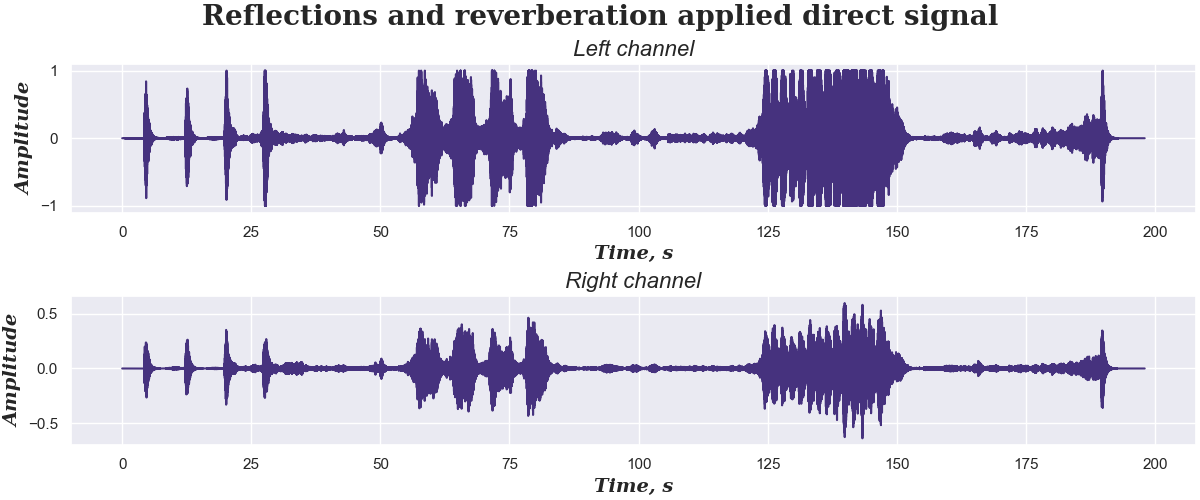 Reflections and reverberation applied direct signal
Left channel
Amplitude
1
0
−1
0 25 50 75 100 125 150 175 200
Time, s
Right channel
Amplitude
0.5
0.0
−0.5
0 25 50 75 100 125 150 175 200
Time, s